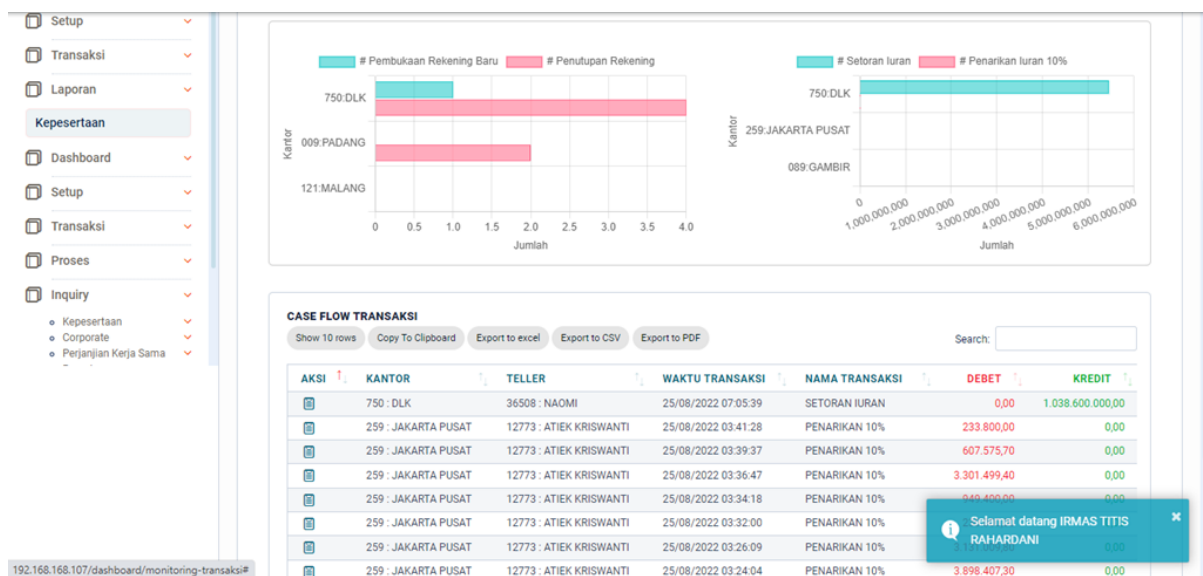 Setup
Transaksi
Laporan
Kepesertaan
Dashboard
Setup
Transaksi
Proses
Inquiry
Kepesertaan
Corporate
Perjanjian Kerja Sama
192.168.168.107/dashboard/monitoring-transaksi#
# Pembukaan Rekening Baru # Penutupan Rekening
Kantor
750:DLK
009:PADANG
121:MALANG
0 0.5 1.0 1.5 2.0 2.5 3.0 3.5 4.0
Jumlah
# Setoran Iuran # Penarikan Iuran 10%
Kantor
750:DLK
259:JAKARTA PUSAT
089:GAMBIR
0 1,000,000,000 2,000,000,000 3,000,000,000 4,000,000,000 5,000,000,000 6,000,000,000
Jumlah
CASE FLOW TRANSAKSI
Show 10 rows Copy To Clipboard Export to excel Export to CSV Export to PDF Search:
AKSI KANTOR TELLER WAKTU TRANSAKSI NAMA TRANSAKSI DEBET KREDIT
750 : DLK 36508 : NAOMI 25/08/2022 07:05:39 SETORAN IURAN 0,00 1.038.600.000,00
259 : JAKARTA PUSAT 12773 : ATIEK KRISWANTI 25/08/2022 03:41:28 PENARIKAN 10% 233.800,00 0,00
259 : JAKARTA PUSAT 12773 : ATIEK KRISWANTI 25/08/2022 03:39:37 PENARIKAN 10% 607.575,70 0,00
259 : JAKARTA PUSAT 12773 : ATIEK KRISWANTI 25/08/2022 03:36:47 PENARIKAN 10% 3.301.499,40 0,00
259 : JAKARTA PUSAT 12773 : ATIEK KRISWANTI 25/08/2022 03:34:18 PENARIKAN 10% 949.400,00 0,00
259 : JAKARTA PUSAT 12773 : ATIEK KRISWANTI 25/08/2022 03:32:00 PENARIKAN 10%
259 : JAKARTA PUSAT 12773 : ATIEK KRISWANTI 25/08/2022 03:26:09 PENARIKAN 10% 0,00
259 : JAKARTA PUSAT 12773 : ATIEK KRISWANTI 25/08/2022 03:24:04 PENARIKAN 10% 3.898.407,30 0,00
Selamat datang IRMAS TITIS
RAHARDANI